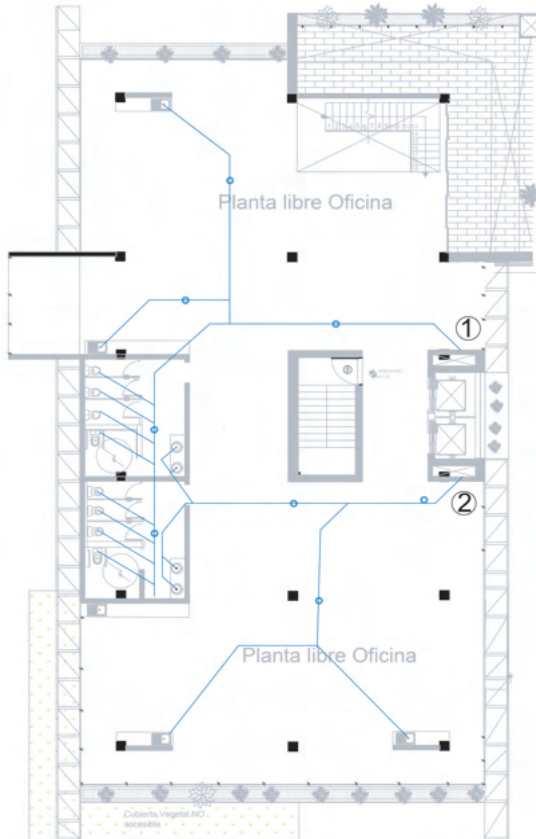 Planta libre Oficina
1
2
Planta libre Oficina
Cubierta Vegetal NO
accesible